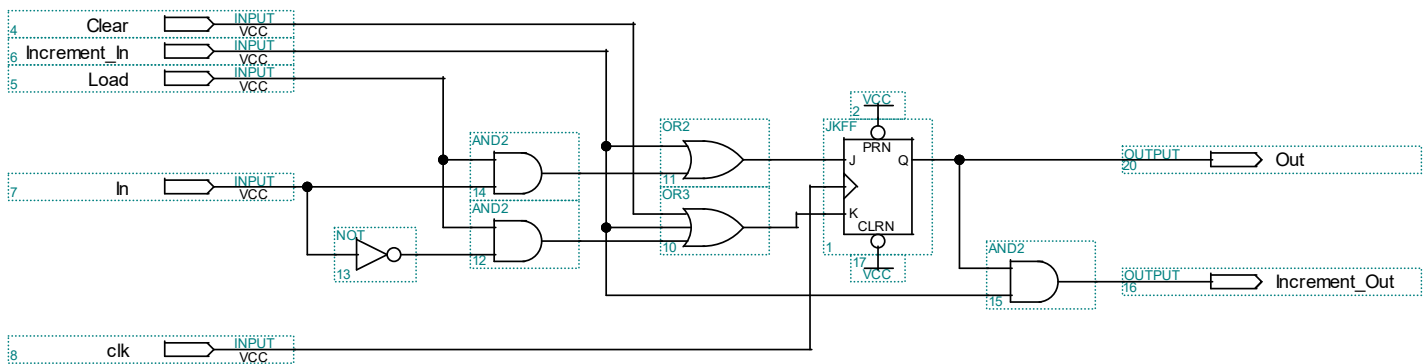 Clear INPUT VCC 4
Increment_In INPUT VCC 6
Load INPUT VCC 5
In INPUT VCC 7
clk INPUT VCC 8
NOT 13
AND2 14
AND2 12
OR2 11
OR3 10
VCC 2
JKFF
PRN
J Q
K
CLRN
1
17 VCC
AND2 15
OUTPUT 20 Out
OUTPUT 16 Increment_Out